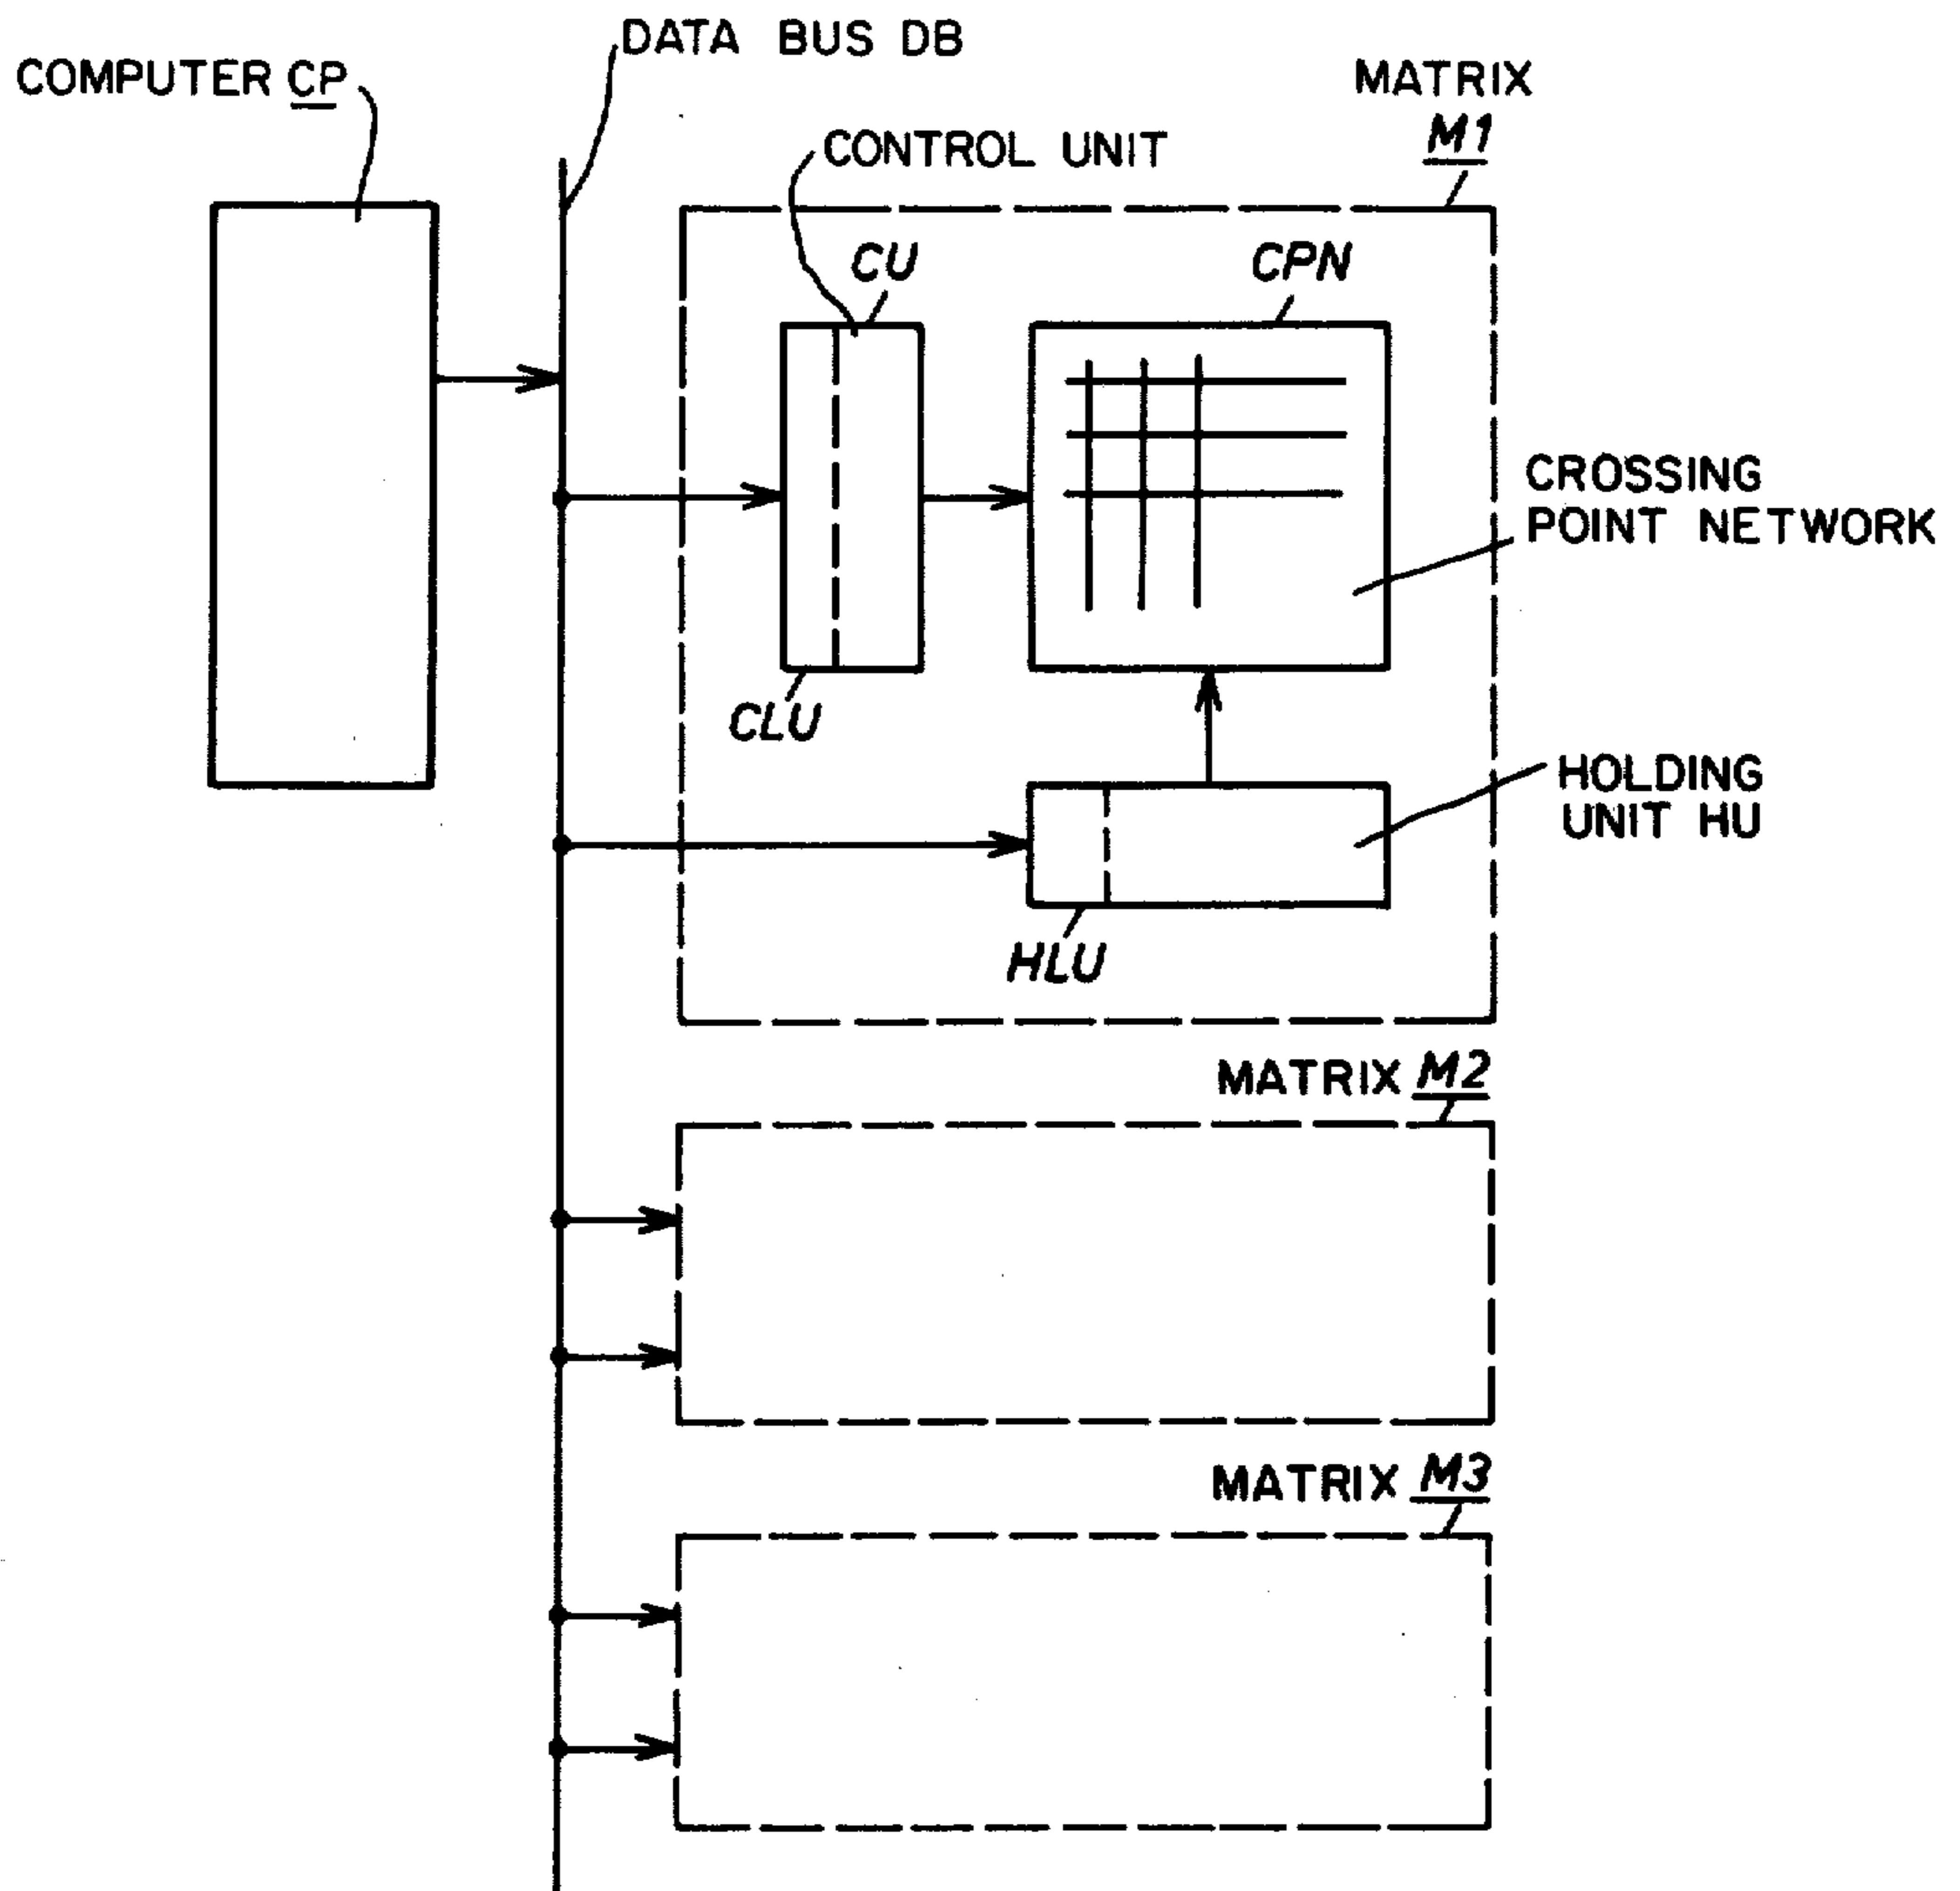 DATA BUS DB
COMPUTER CP
MATRIX
M1
CONTROL UNIT
CU
CPN
CROSSING
POINT NETWORK
CLU
HOLDING
UNIT HU
HLU
MATRIX M2
MATRIX M3